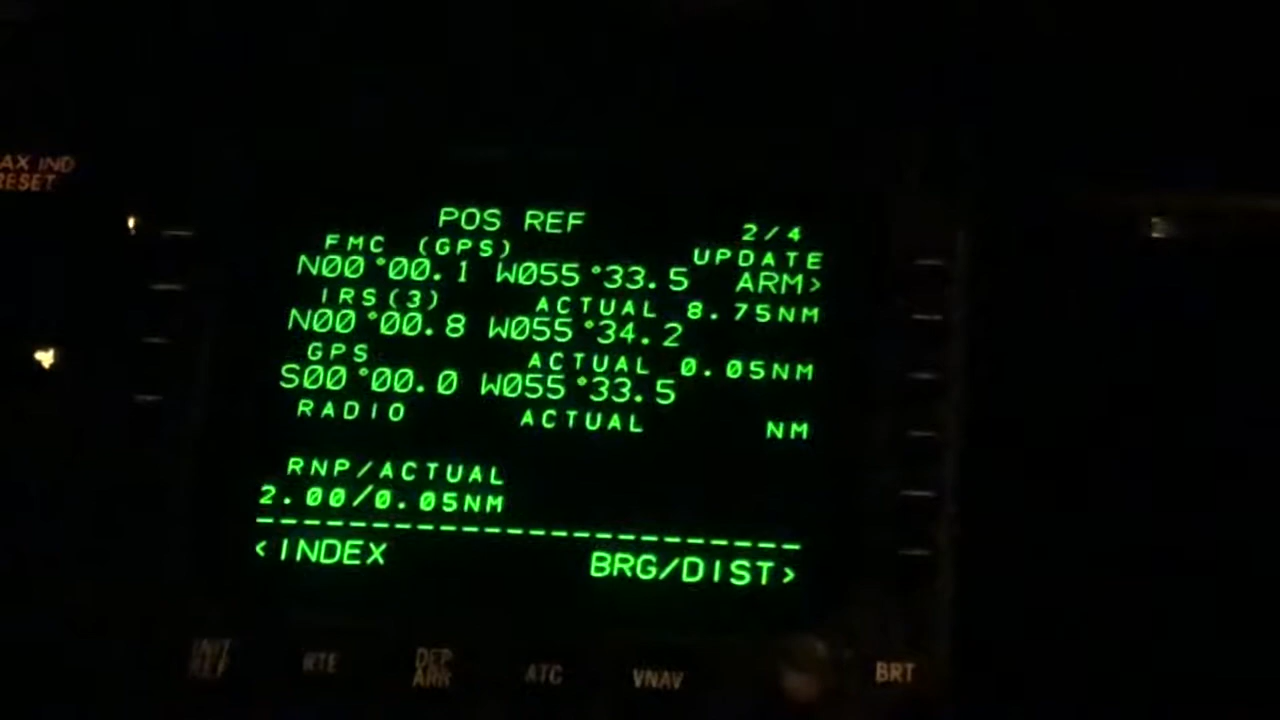 AX IND
RESET
POS REF 2/4
FMC (GPS) UPDATE
N00°00.1 W055°33.5 ARM>
IRS(3) ACTUAL 8.75NM
N00°00.8 W055°34.2
GPS ACTUAL 0.05NM
S00°00.0 W055°33.5
RADIO ACTUAL NM
RNP/ACTUAL
2.00/0.05NM
------------------------
<INDEX BRG/DIST>
INIT REF
RTE
DEP ARR
ATC
VNAV
BRT